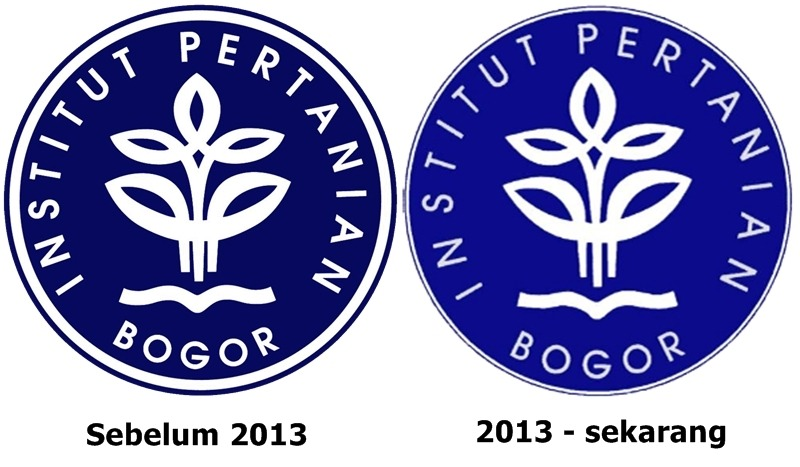 INSTITUT PERTANIAN
BOGOR
Sebelum 2013
INSTITUT PERTANIAN
BOGOR
2013 - sekarang